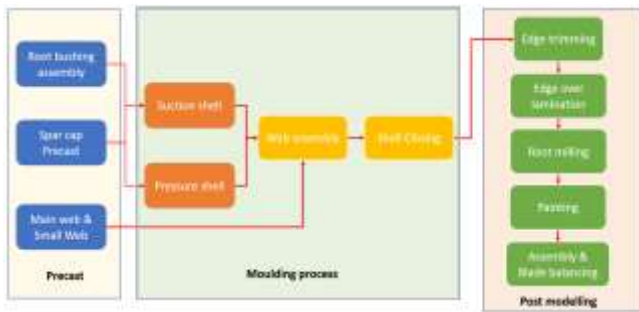 Root bushing
assembly
Spar cap
Precast
Main web &
Small Web
Precast
Suction shell
Pressure shell
Web assembly
Shell Closing
Moulding process
Edge trimming
Edge over
lamination
Root milling
Painting
Assembly &
Blade balancing
Post modelling